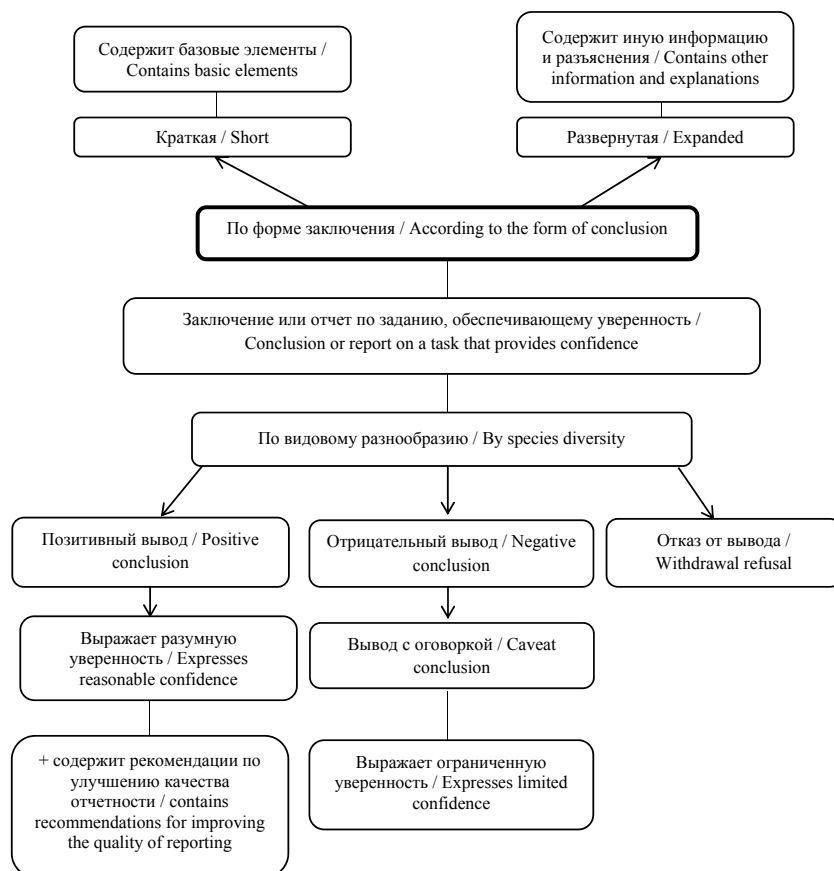 Содержит базовые элементы /
Contains basic elements
Содержит иную информацию
и разъяснения / Contains other
information and explanations
Краткая / Short
Развернутая / Expanded
По форме заключения / According to the form of conclusion
Заключение или отчет по заданию, обеспечивающему уверенность /
Conclusion or report on a task that provides confidence
По видовому разнообразию / By species diversity
Позитивный вывод / Positive
conclusion
Отрицательный вывод / Negative
conclusion
Отказ от вывода /
Withdrawal refusal
Выражает разумную
уверенность / Expresses
reasonable confidence
Вывод с оговоркой / Caveat
conclusion
+ содержит рекомендации по
улучшению качества
отчетности / contains
recommendations for improving
the quality of reporting
Выражает ограниченную
уверенность / Expresses limited
confidence